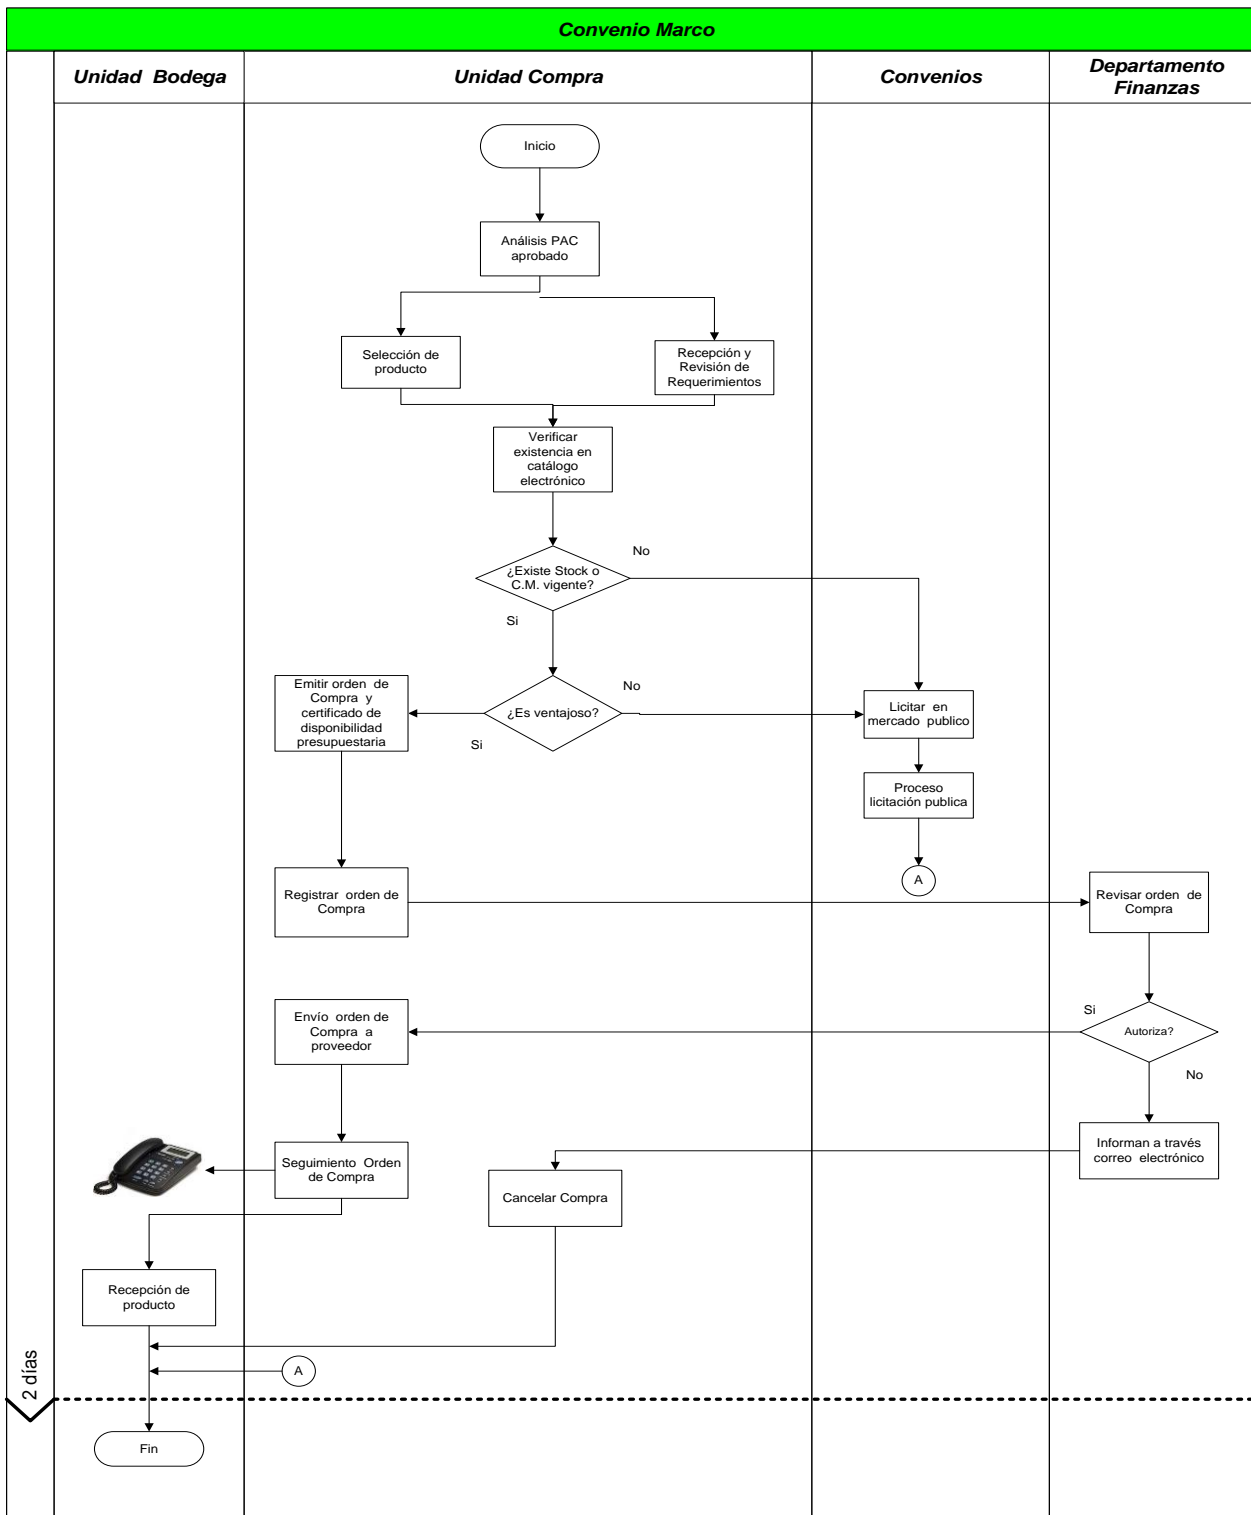 Convenio Marco
Unidad Bodega
Unidad Compra
Convenios
Departamento
Finanzas
Inicio
Análisis PAC
aprobado
Selección de
producto
Recepción y
Revisión de
Requerimientos
Verificar
existencia en
catálogo
electrónico
¿Existe Stock o
C.M. vigente?
No
Si
¿Es ventajoso?
No
Si
Emitir orden de
Compra y
certificado de
disponibilidad
presupuestaria
Licitar en
mercado publico
Proceso
licitación publica
A
Registrar orden de
Compra
Revisar orden de
Compra
Autoriza?
Si
No
Envío orden de
Compra a
proveedor
Informan a través
correo electrónico
Seguimiento Orden
de Compra
Cancelar Compra
Recepción de
producto
A
2 días
Fin